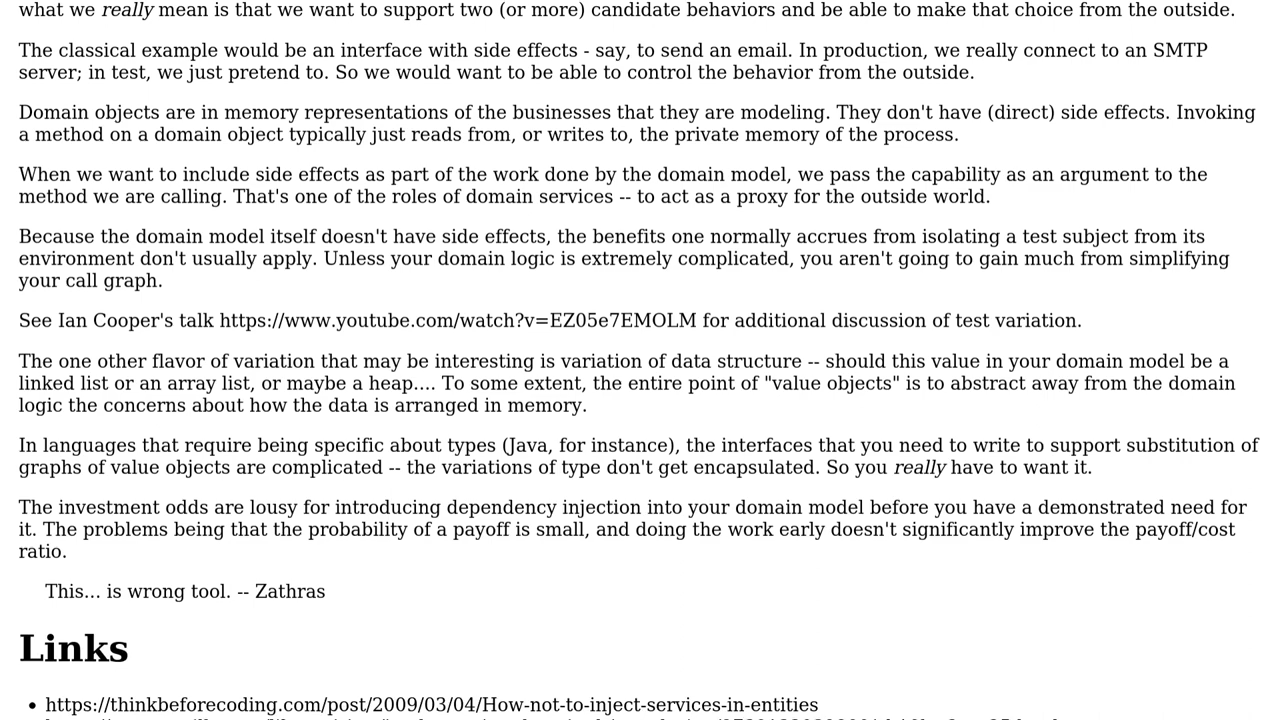 what we really mean is that we want to support two (or more) candidate behaviors and be able to make that choice from the outside.
The classical example would be an interface with side effects - say, to send an email. In production, we really connect to an SMTP
server; in test, we just pretend to. So we would want to be able to control the behavior from the outside.
Domain objects are in memory representations of the businesses that they are modeling. They don't have (direct) side effects. Invoking
a method on a domain object typically just reads from, or writes to, the private memory of the process.
When we want to include side effects as part of the work done by the domain model, we pass the capability as an argument to the
method we are calling. That's one of the roles of domain services -- to act as a proxy for the outside world.
Because the domain model itself doesn't have side effects, the benefits one normally accrues from isolating a test subject from its
environment don't usually apply. Unless your domain logic is extremely complicated, you aren't going to gain much from simplifying
your call graph.
See Ian Cooper's talk https://www.youtube.com/watch?v=EZ05e7EMOLM for additional discussion of test variation.
The one other flavor of variation that may be interesting is variation of data structure -- should this value in your domain model be a
linked list or an array list, or maybe a heap.... To some extent, the entire point of "value objects" is to abstract away from the domain
logic the concerns about how the data is arranged in memory.
In languages that require being specific about types (Java, for instance), the interfaces that you need to write to support substitution of
graphs of value objects are complicated -- the variations of type don't get encapsulated. So you really have to want it.
The investment odds are lousy for introducing dependency injection into your domain model before you have a demonstrated need for
it. The problems being that the probability of a payoff is small, and doing the work early doesn't significantly improve the payoff/cost
ratio.
This... is wrong tool. -- Zathras
Links
• https://thinkbeforecoding.com/post/2009/03/04/How-not-to-inject-services-in-entities